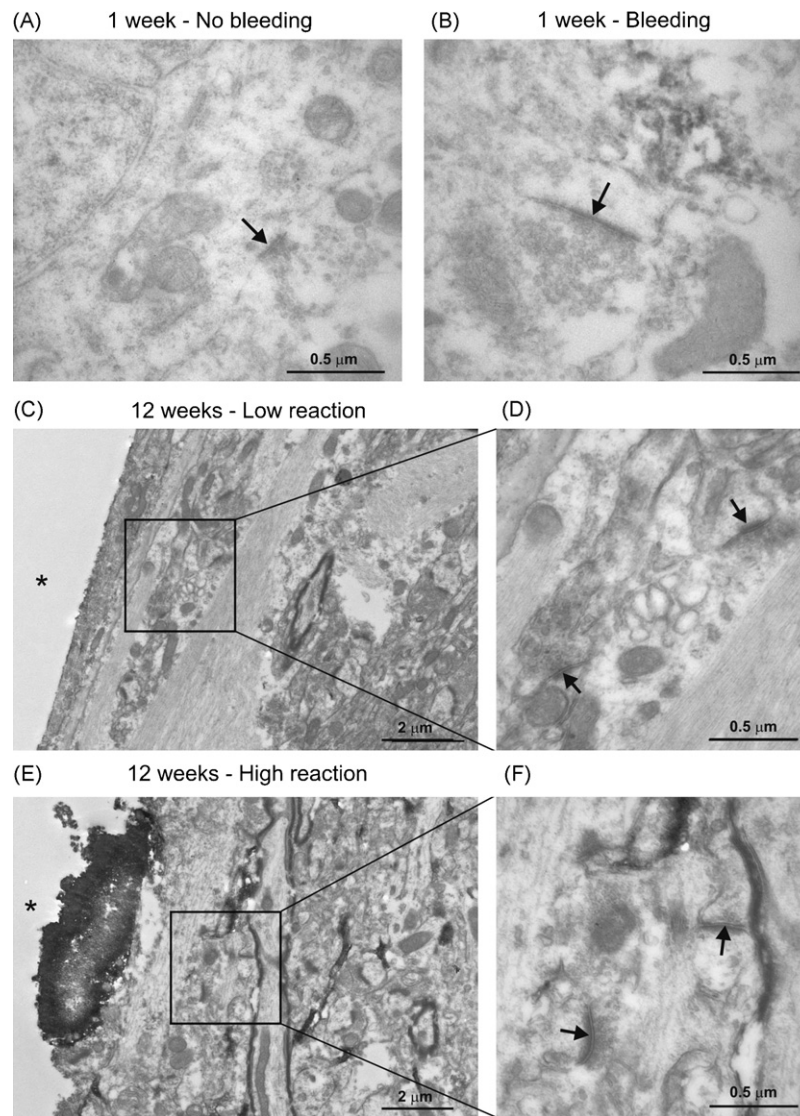 (A) 1 week - No bleeding
(B) 1 week - Bleeding
0.5 μm
0.5 μm
(C) 12 weeks - Low reaction
(D)
*
2 μm
0.5 μm
(E) 12 weeks - High reaction
(F)
*
2 μm
0.5 μm